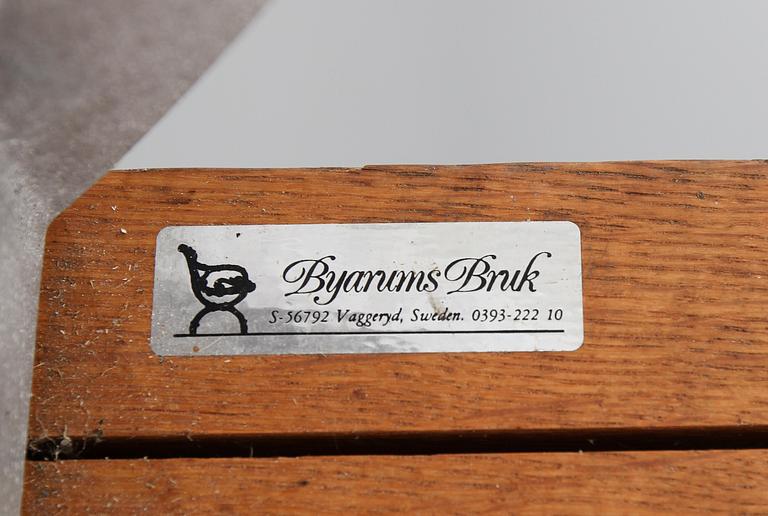 Byarums Bruk
S-56792 Vaggeryd, Sweden. 0393-222 10